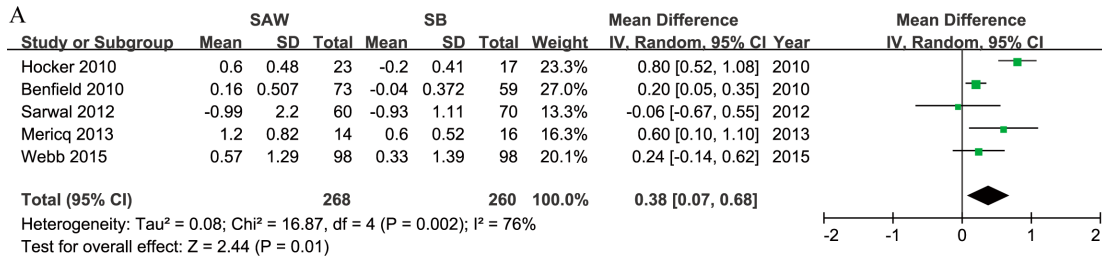 A
SAW SB Mean Difference Mean Difference
Study or Subgroup Mean SD Total Mean SD Total Weight IV, Random, 95% CI Year IV, Random, 95% CI
Hocker 2010 0.6 0.48 23 -0.2 0.41 17 23.3% 0.80 [0.52, 1.08] 2010
Benfield 2010 0.16 0.507 73 -0.04 0.372 59 27.0% 0.20 [0.05, 0.35] 2010
Sarwal 2012 -0.99 2.2 60 -0.93 1.11 70 13.3% -0.06 [-0.67, 0.55] 2012
Mericq 2013 1.2 0.82 14 0.6 0.52 16 16.3% 0.60 [0.10, 1.10] 2013
Webb 2015 0.57 1.29 98 0.33 1.39 98 20.1% 0.24 [-0.14, 0.62] 2015
Total (95% CI) 268 260 100.0% 0.38 [0.07, 0.68]
Heterogeneity: Tau² = 0.08; Chi² = 16.87, df = 4 (P = 0.002); I² = 76%
Test for overall effect: Z = 2.44 (P = 0.01)
-2 -1 0 1 2